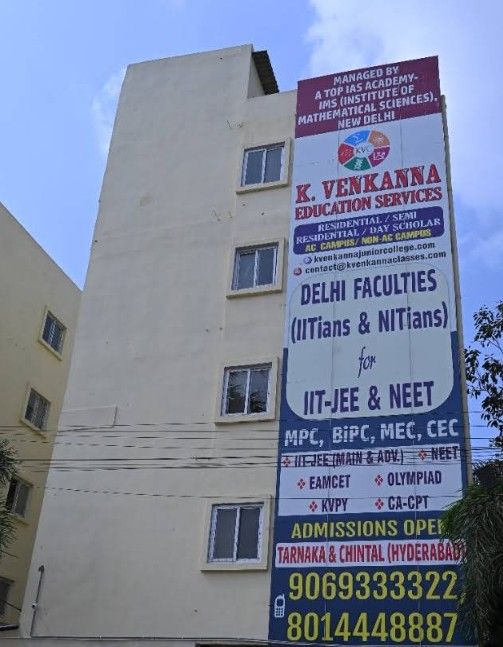 MANAGED BY
A TOP IAS ACADEMY-
IMS (INSTITUTE OF
MATHEMATICAL SCIENCES),
NEW DELHI
KVC
K. VENKANNA
EDUCATION SERVICES
RESIDENTIAL / SEMI
RESIDENTIAL / DAY SCHOLAR
AC CAMPUS/NON-AC CAMPUS
kvenkannajuniorcollege.com
contact@kvenkannaclasses.com
DELHI FACULTIES
(IITians & NITians)
for
IIT-JEE & NEET
MPC, BiPC, MEC, CEC
IIT-JEE (MAIN & ADV.) NEET
EAMCET OLYMPIAD
KVPY CA-CPT
ADMISSIONS OPEN
TARNAKA & CHINTAL (HYDERABAD)
9069333322
8014448887